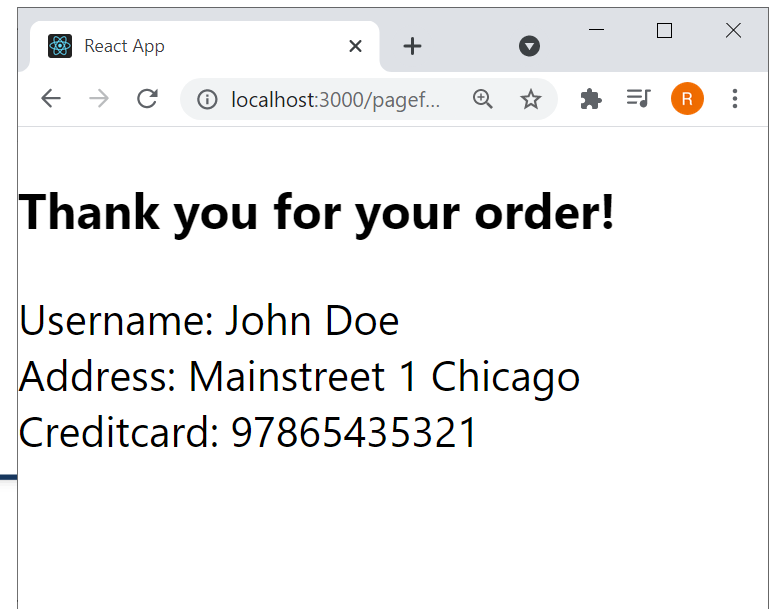 React App
localhost:3000/pagef...
R
Thank you for your order!
Username: John Doe
Address: Mainstreet 1 Chicago
Creditcard: 97865435321